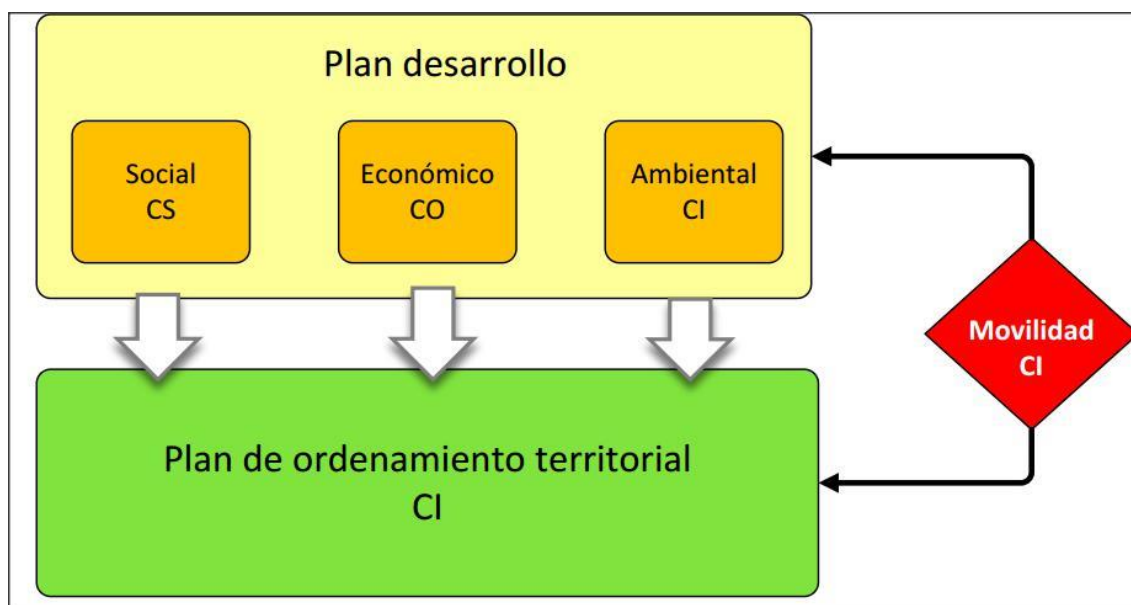 Plan desarrollo
Social
CS
Económico
CO
Ambiental
CI
Movilidad
CI
Plan de ordenamiento territorial
CI